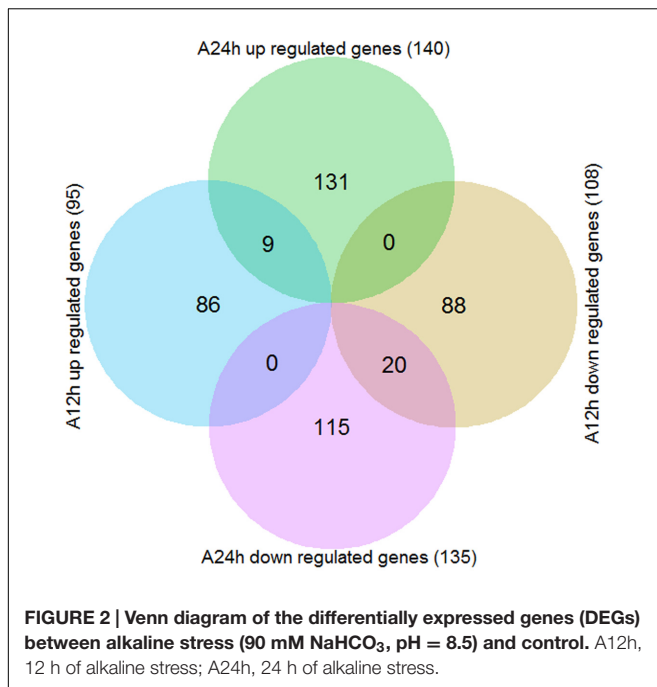 A24h up regulated genes (140)
131
A12h up regulated genes (95)
A12h down regulated genes (108)
9
0
86
88
0
20
115
A24h down regulated genes (135)
FIGURE 2 | Venn diagram of the differentially expressed genes (DEGs)
between alkaline stress (90 mM NaHCO₃, pH = 8.5) and control. A12h,
12 h of alkaline stress; A24h, 24 h of alkaline stress.